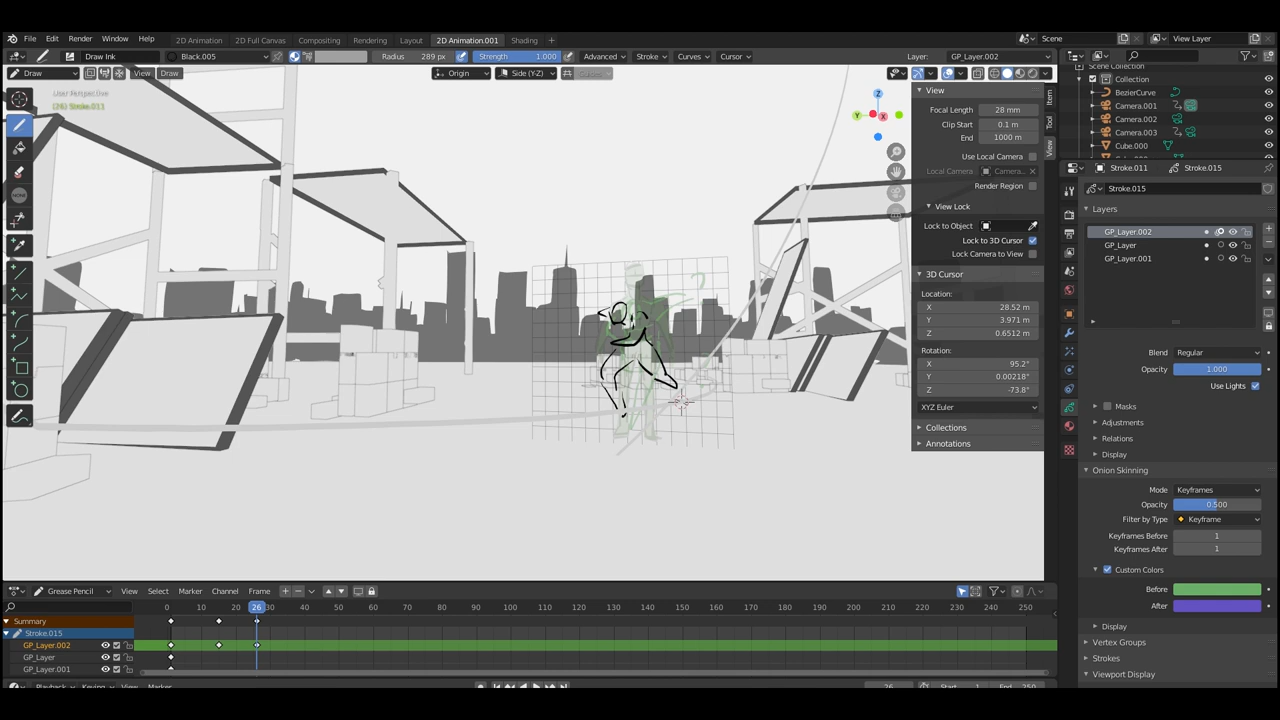 File Edit Render Window Help 2D Animation 2D Full Canvas Compositing Rendering Layout 2D Animation.001 Shading + Scene View Layer
Draw Ink Black.005 Radius 289 px Strength 1.000 Advanced Stroke Curves Cursor Layer: GP_Layer.002
Draw View Draw Origin Side (Y-Z) Guides
User Perspective
(26) Stroke.011
Z
Y
X
View
Focal Length 28 mm
Clip Start 0.1 m
End 1000 m
Use Local Camera
Local Camera Camera...
Render Region
View Lock
Lock to Object
Lock to 3D Cursor
Lock Camera to View
3D Cursor
Location:
X 28.52 m
Y 3.971 m
Z 0.6512 m
Rotation:
X 95.2°
Y 0.00218°
Z -73.8°
XYZ Euler
Collections
Annotations
Item
Tool
View
Scene Collection
Collection
BezierCurve
Camera.001
Camera.002
Camera.003
Cube.000
Stroke.011 Stroke.015
Stroke.015
Layers
GP_Layer.002
GP_Layer
GP_Layer.001
Blend Regular
Opacity 1.000
Use Lights
Masks
Adjustments
Relations
Display
Onion Skinning
Mode Keyframes
Opacity 0.500
Filter by Type Keyframe
Keyframes Before 1
Keyframes After 1
Custom Colors
Before
After
Display
Vertex Groups
Strokes
Viewport Display
Grease Pencil View Select Marker Channel Frame
0 10 20 26 30 40 50 60 70 80 90 100 110 120 130 140 150 160 170 180 190 200 210 220 230 240 250
Summary
Stroke.015
GP_Layer.002
GP_Layer
GP_Layer.001
Playback Keying View Marker 26 Start 1 End 250